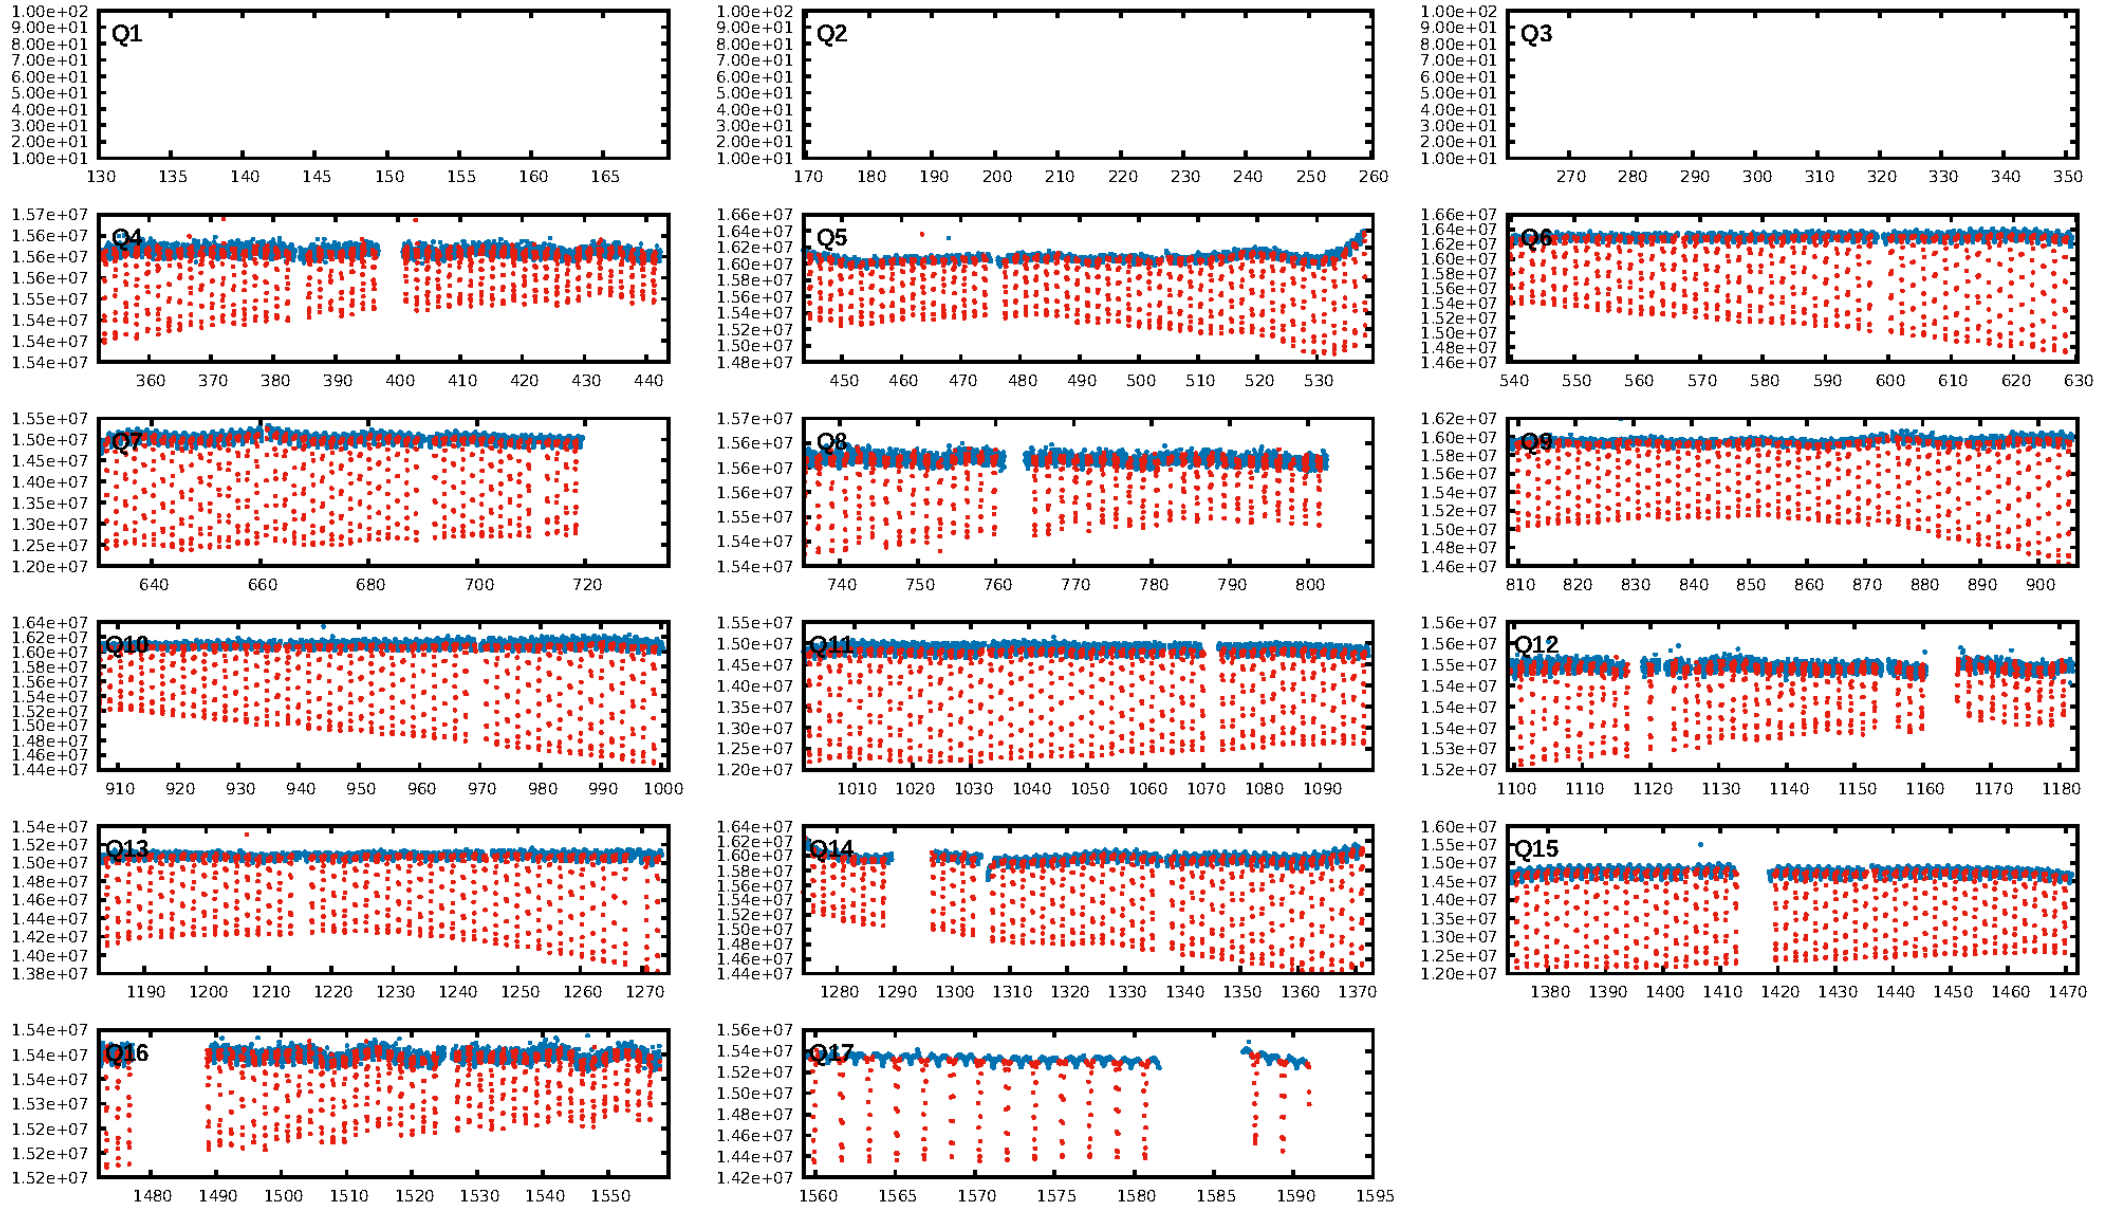 1.00e+02 9.00e+01 8.00e+01 7.00e+01 6.00e+01 5.00e+01 4.00e+01 3.00e+01 2.00e+01 1.00e+01
Q1
130 135 140 145 150 155 160 165
1.00e+02 9.00e+01 8.00e+01 7.00e+01 6.00e+01 5.00e+01 4.00e+01 3.00e+01 2.00e+01 1.00e+01
Q2
170 180 190 200 210 220 230 240 250 260
1.00e+02 9.00e+01 8.00e+01 7.00e+01 6.00e+01 5.00e+01 4.00e+01 3.00e+01 2.00e+01 1.00e+01
Q3
270 280 290 300 310 320 330 340 350
1.57e+07 1.56e+07 1.56e+07 1.55e+07 1.55e+07 1.54e+07 1.54e+07 1.54e+07
Q4
360 370 380 390 400 410 420 430 440
1.66e+07 1.64e+07 1.62e+07 1.60e+07 1.58e+07 1.56e+07 1.54e+07 1.52e+07 1.50e+07 1.48e+07
Q5
450 460 470 480 490 500 510 520 530
1.66e+07 1.64e+07 1.62e+07 1.60e+07 1.58e+07 1.56e+07 1.54e+07 1.52e+07 1.50e+07 1.48e+07 1.46e+07
Q6
540 550 560 570 580 590 600 610 620 630
1.55e+07 1.50e+07 1.45e+07 1.40e+07 1.35e+07 1.30e+07 1.25e+07 1.20e+07
Q7
640 660 680 700 720
1.57e+07 1.56e+07 1.56e+07 1.56e+07 1.55e+07 1.54e+07 1.54e+07
Q8
740 750 760 770 780 790 800
1.62e+07 1.60e+07 1.58e+07 1.56e+07 1.54e+07 1.52e+07 1.50e+07 1.48e+07 1.46e+07
Q9
810 820 830 840 850 860 870 880 890 900
1.64e+07 1.62e+07 1.60e+07 1.58e+07 1.56e+07 1.54e+07 1.52e+07 1.50e+07 1.48e+07 1.46e+07 1.44e+07
Q10
910 920 930 940 950 960 970 980 990 1000
1.55e+07 1.50e+07 1.45e+07 1.40e+07 1.35e+07 1.30e+07 1.25e+07 1.20e+07
Q11
1010 1020 1030 1040 1050 1060 1070 1080 1090
1.56e+07 1.56e+07 1.55e+07 1.54e+07 1.54e+07 1.53e+07 1.52e+07
Q12
1100 1110 1120 1130 1140 1150 1160 1170 1180
1.54e+07 1.52e+07 1.50e+07 1.48e+07 1.46e+07 1.44e+07 1.42e+07 1.40e+07 1.38e+07
Q13
1190 1200 1210 1220 1230 1240 1250 1260 1270
1.64e+07 1.62e+07 1.60e+07 1.58e+07 1.56e+07 1.54e+07 1.52e+07 1.50e+07 1.48e+07 1.46e+07 1.44e+07
Q14
1280 1290 1300 1310 1320 1330 1340 1350 1360 1370
1.60e+07 1.55e+07 1.50e+07 1.45e+07 1.40e+07 1.35e+07 1.30e+07 1.25e+07 1.20e+07
Q15
1380 1390 1400 1410 1420 1430 1440 1450 1460 1470
1.54e+07 1.54e+07 1.54e+07 1.53e+07 1.52e+07 1.52e+07
Q16
1480 1490 1500 1510 1520 1530 1540 1550
1.56e+07 1.54e+07 1.52e+07 1.50e+07 1.48e+07 1.46e+07 1.44e+07 1.42e+07
Q17
1560 1565 1570 1575 1580 1585 1590 1595